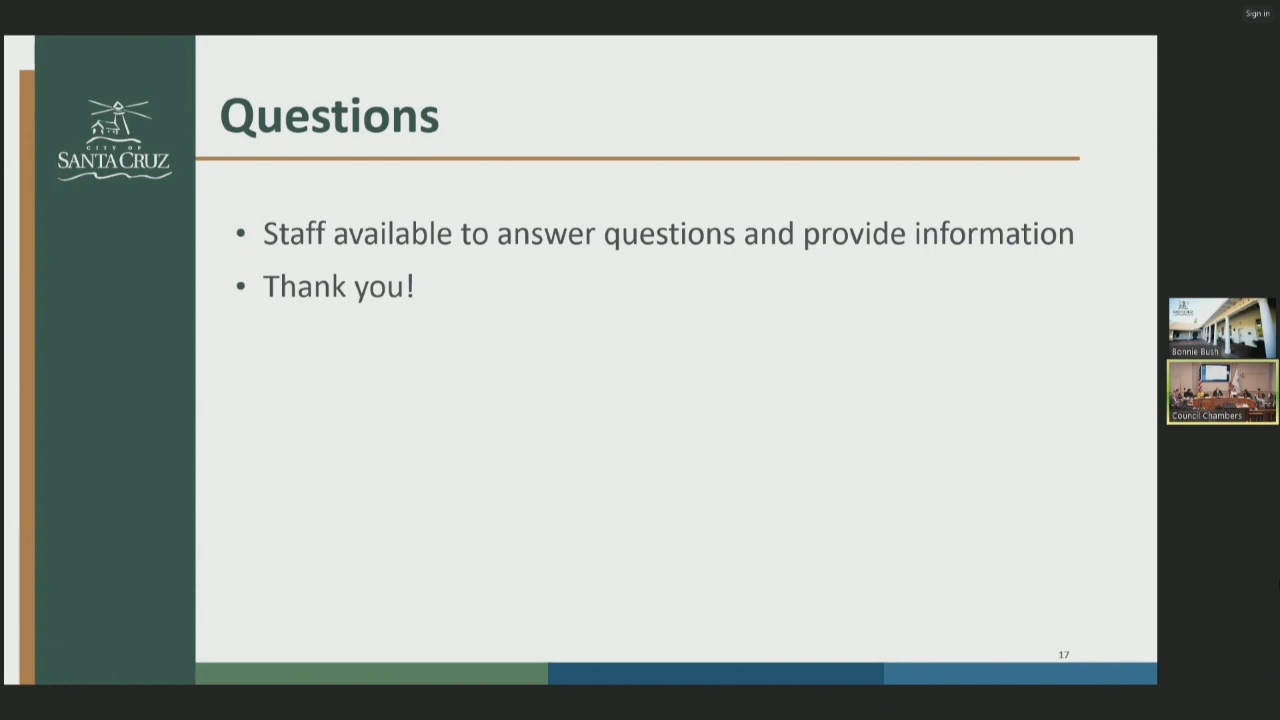 Sign in
Questions
CITY OF
SANTA CRUZ
• Staff available to answer questions and provide information
• Thank you!
Bonnie Bush
Council Chambers
17